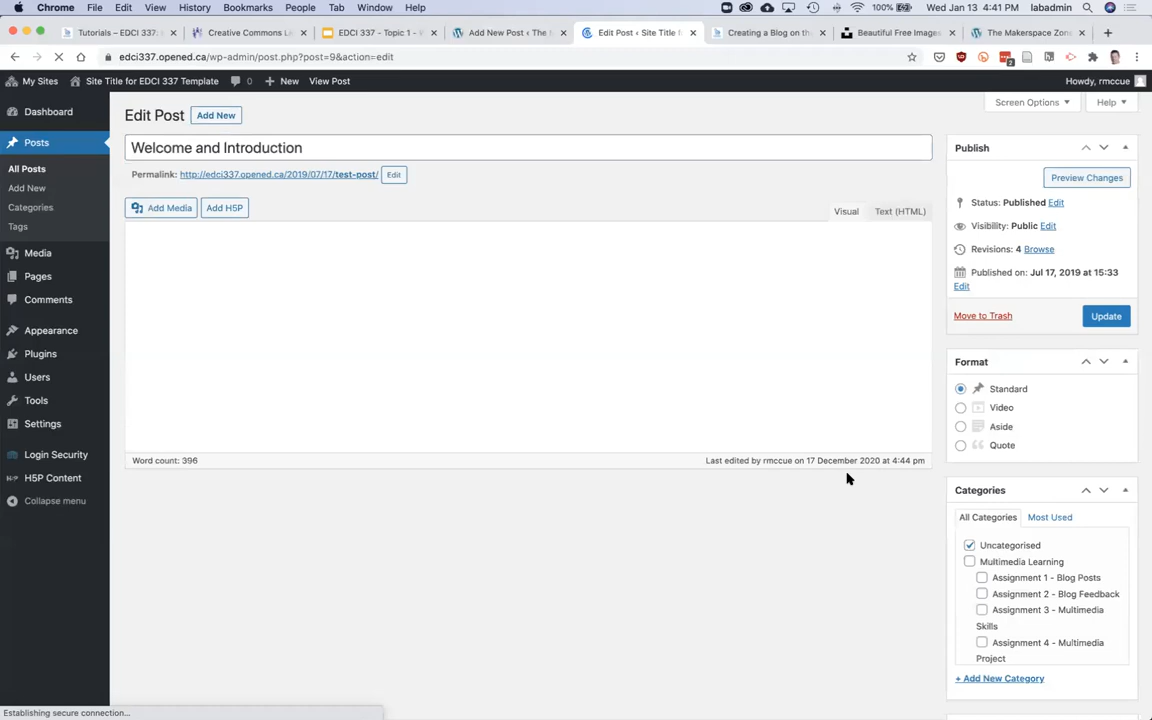 Chrome File Edit View History Bookmarks People Tab Window Help 100% Wed Jan 13 4:41 PM labadmin
Tutorials – EDCI 337:
Creative Commons L
EDCI 337 - Topic 1 - W
Add New Post ‹ The M
Edit Post ‹ Site Title f
Creating a Blog on th
Beautiful Free Images
The Makerspace Zon
edci337.opened.ca/wp-admin/post.php?post=9&action=edit
2
My Sites Site Title for EDCI 337 Template 0 New View Post Howdy, rmccue
Screen Options Help
Edit Post Add New
Welcome and Introduction
Permalink: http://edci337.opened.ca/2019/07/17/test-post/ Edit
Add Media Add H5P
Visual Text (HTML)
Word count: 396 Last edited by rmccue on 17 December 2020 at 4:44 pm
Dashboard
Posts
All Posts
Add New
Categories
Tags
Media
Pages
Comments
Appearance
Plugins
Users
Tools
Settings
Login Security
H5P Content
Collapse menu
Publish
Preview Changes
Status: Published Edit
Visibility: Public Edit
Revisions: 4 Browse
Published on: Jul 17, 2019 at 15:33
Edit
Move to Trash Update
Format
Standard
Video
Aside
Quote
Categories
All Categories Most Used
Uncategorised
Multimedia Learning
Assignment 1 - Blog Posts
Assignment 2 - Blog Feedback
Assignment 3 - Multimedia
Skills
Assignment 4 - Multimedia
Project
+ Add New Category
Establishing secure connection...